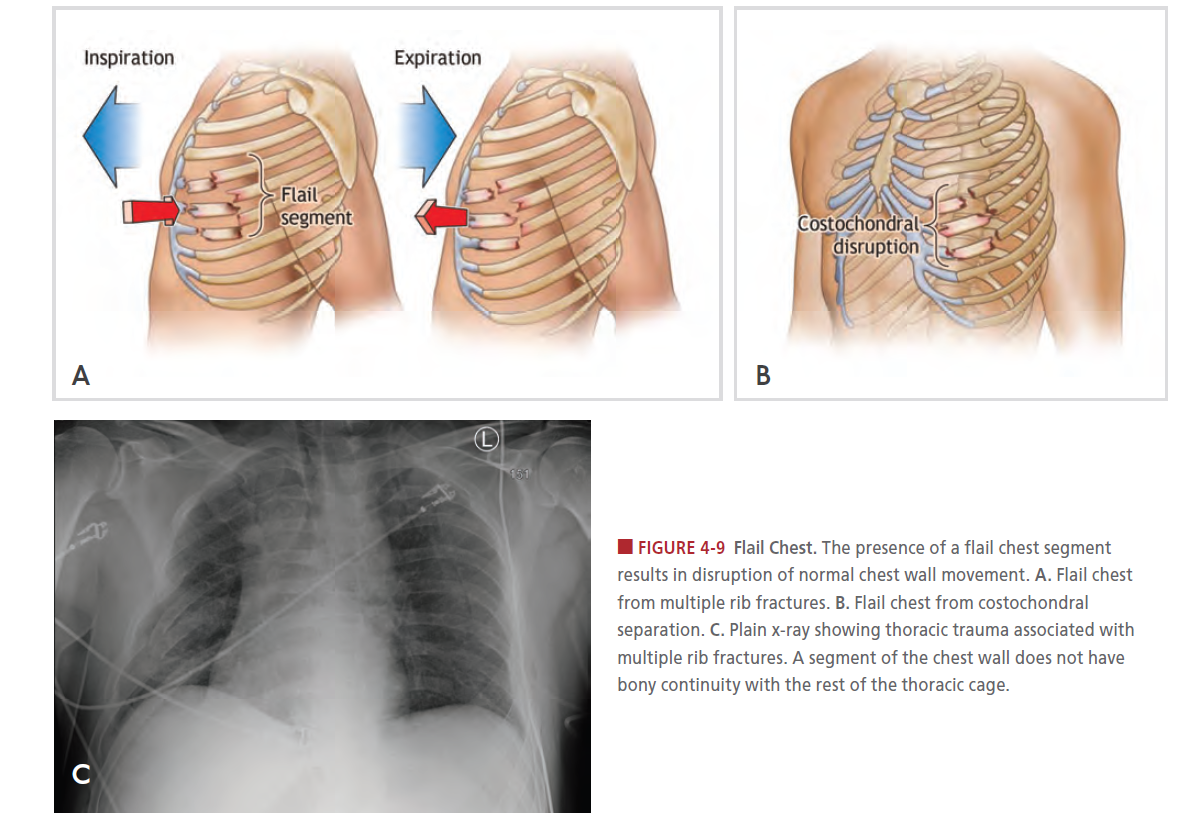 Inspiration
Expiration
Flail
segment
A
Costochondral
disruption
B
L
151
C
FIGURE 4-9 Flail Chest. The presence of a flail chest segment
results in disruption of normal chest wall movement. A. Flail chest
from multiple rib fractures. B. Flail chest from costochondral
separation. C. Plain x-ray showing thoracic trauma associated with
multiple rib fractures. A segment of the chest wall does not have
bony continuity with the rest of the thoracic cage.